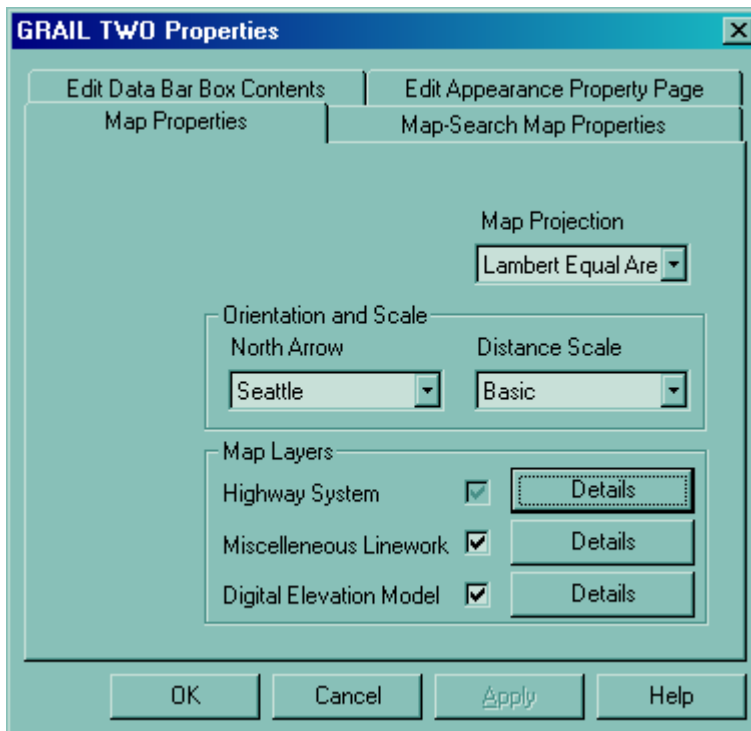 GRAIL TWO Properties
Edit Data Bar Box Contents
Edit Appearance Property Page
Map Properties
Map-Search Map Properties
Map Projection
Lambert Equal Are
Orientation and Scale
North Arrow
Distance Scale
Seattle
Basic
Map Layers
Highway System
Details
Miscelleneous Linework
Details
Digital Elevation Model
Details
OK
Cancel
Apply
Help